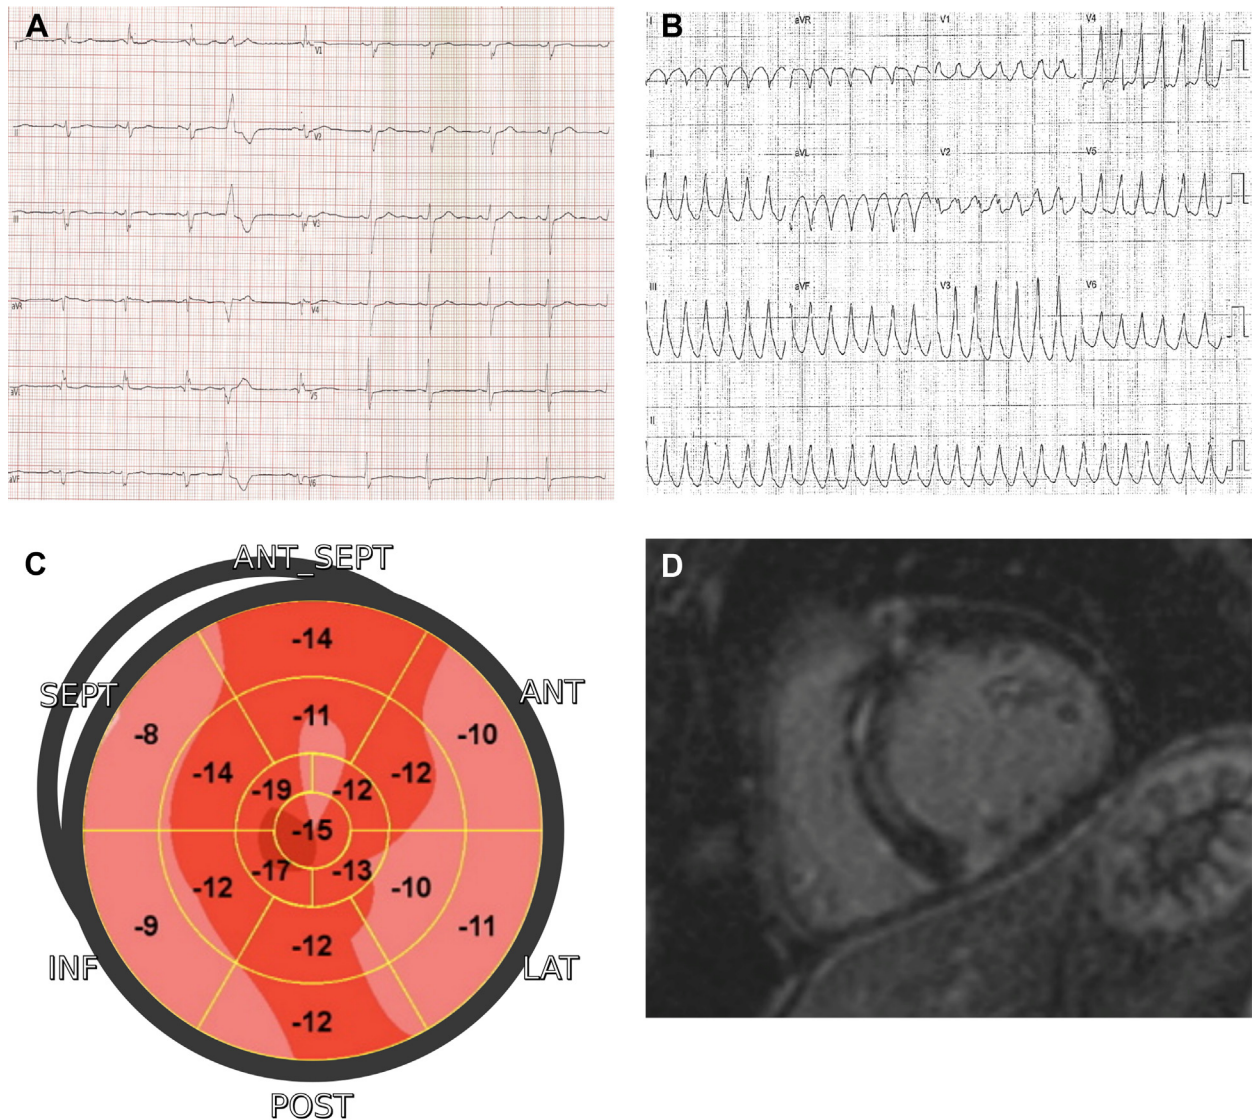 A
I
V1
II
V2
III
V3
aVR
V4
aVL
V5
aVF
V6
B
I
aVR
V1
V4
II
aVL
V2
V5
III
aVF
V3
V6
II
C
ANT_SEPT
SEPT
ANT
INF
LAT
POST
-14
-8
-11
-10
-14
-12
-19
-12
-15
-17
-13
-12
-10
-9
-12
-11
-12
D